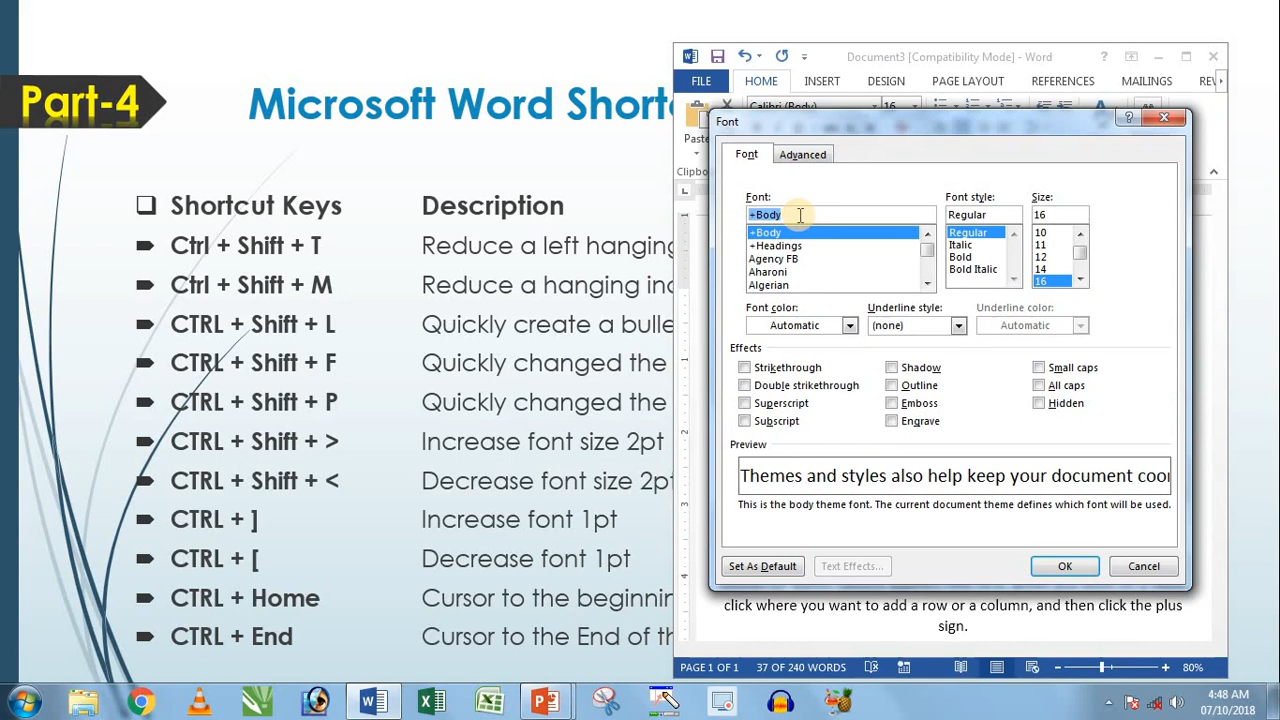 Part-4
Microsoft Word Short
Shortcut Keys Description
Ctrl + Shift + T Reduce a left hanging
Ctrl + Shift + M Reduce a hanging
CTRL + Shift + L Quickly create a
CTRL + Shift + F Quickly changed the
CTRL + Shift + P Quickly changed the
CTRL + Shift + > Increase font size 2pt
CTRL + Shift + < Decrease font size 2pt
CTRL + ] Increase font 1pt
CTRL + [ Decrease font 1pt
CTRL + Home Cursor to the
CTRL + End Cursor to the End of
Document3 [Compatibility Mode] - Word
FILE HOME INSERT DESIGN PAGE LAYOUT REFERENCES MAILINGS REV
Calibri (Body) 16
Paste
Clipb
Font
Font Advanced
Font: Font style: Size:
+Body Regular 16
+Body Regular 10
+Headings Italic 11
Agency FB Bold 12
Aharoni Bold Italic 14
Algerian 16
Font color: Underline style: Underline color:
Automatic (none) Automatic
Effects
Strikethrough Shadow Small caps
Double strikethrough Outline All caps
Superscript Emboss Hidden
Subscript Engrave
Preview
Themes and styles also help keep your document coor
This is the body theme font. The current document theme defines which font will be used.
Set As Default Text Effects... OK Cancel
click where you want to add a row or a column, and then click the plus
sign.
PAGE 1 OF 1 37 OF 240 WORDS 80%
4:48 AM
07/10/2018